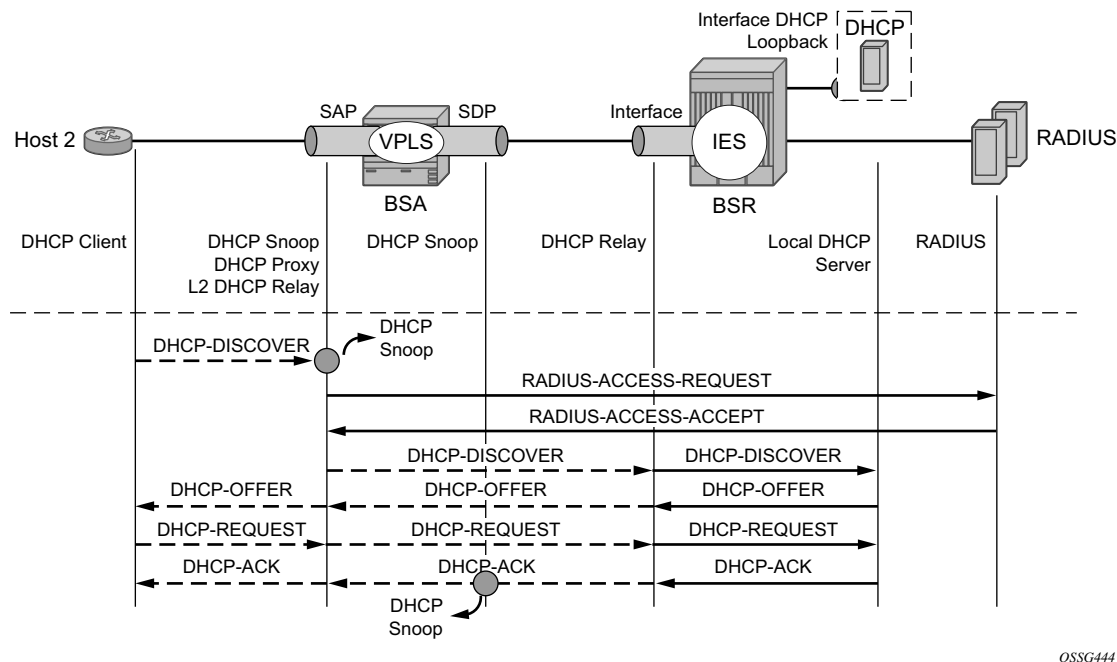 Interface DHCP
Loopback
DHCP
SAP
SDP
Interface
Host 2
VPLS
IES
RADIUS
BSA
BSR
DHCP Client
DHCP Snoop
DHCP Proxy
L2 DHCP Relay
DHCP Snoop
DHCP Relay
Local DHCP
Server
RADIUS
DHCP-DISCOVER
DHCP
Snoop
RADIUS-ACCESS-REQUEST
RADIUS-ACCESS-ACCEPT
DHCP-DISCOVER
DHCP-DISCOVER
DHCP-OFFER
DHCP-OFFER
DHCP-OFFER
DHCP-REQUEST
DHCP-REQUEST
DHCP-REQUEST
DHCP-ACK
DHCP-ACK
DHCP-ACK
DHCP
Snoop
OSSG444